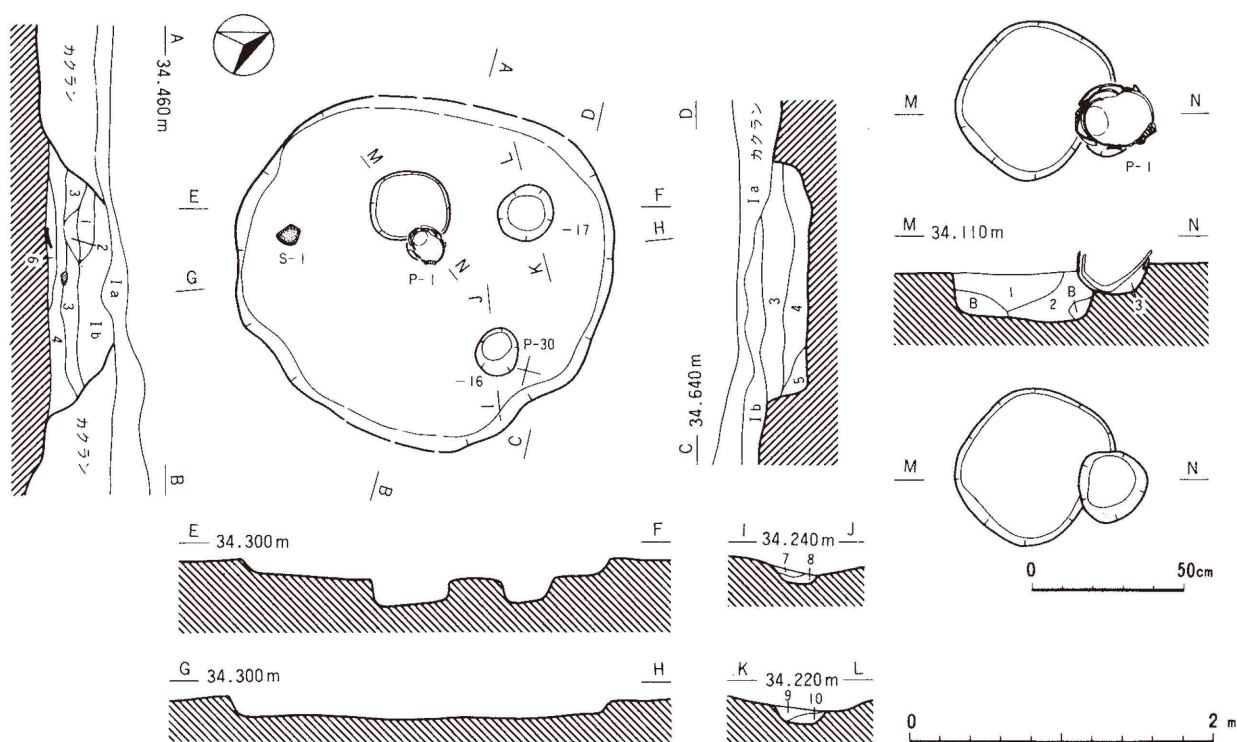 A
34.460m
カクラン
3
1
2
6
3
4
Ia
Ib
カクラン
B
A
D
L
M
E
F
H
-17
S-1
P-1
N
K
G
J
P-30
-16
I
C
B
D
カクラン
Ia
3
4
5
Ib
C 34.640m
M
N
P-1
M 34.110m
N
B
1
2
B
3
M
N
0
50cm
E 34.300m
F
I 34.240m J
7 8
G 34.300m
H
K 34.220m L
9 10
0
2 m